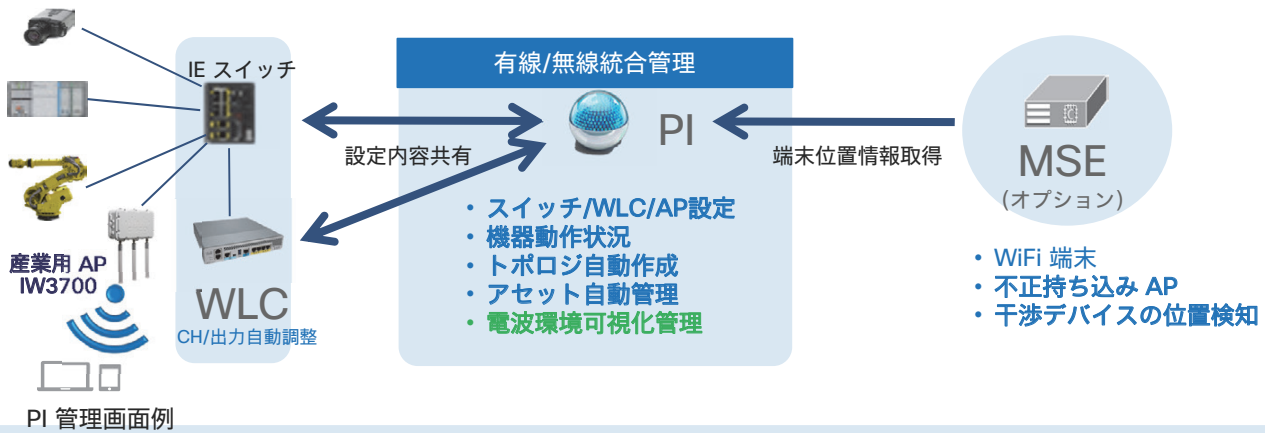 IE スイッチ
有線/無線統合管理
PI
MSE
(オプション)
設定内容共有
端末位置情報取得
・スイッチ/WLC/AP設定
・機器動作状況
・トポロジ自動作成
・アセット自動管理
・電波環境可視化管理
・WiFi 端末
・不正持ち込み AP
・干渉デバイスの位置検知
産業用 AP
IW3700
WLC
CH/出力自動調整
PI 管理画面例